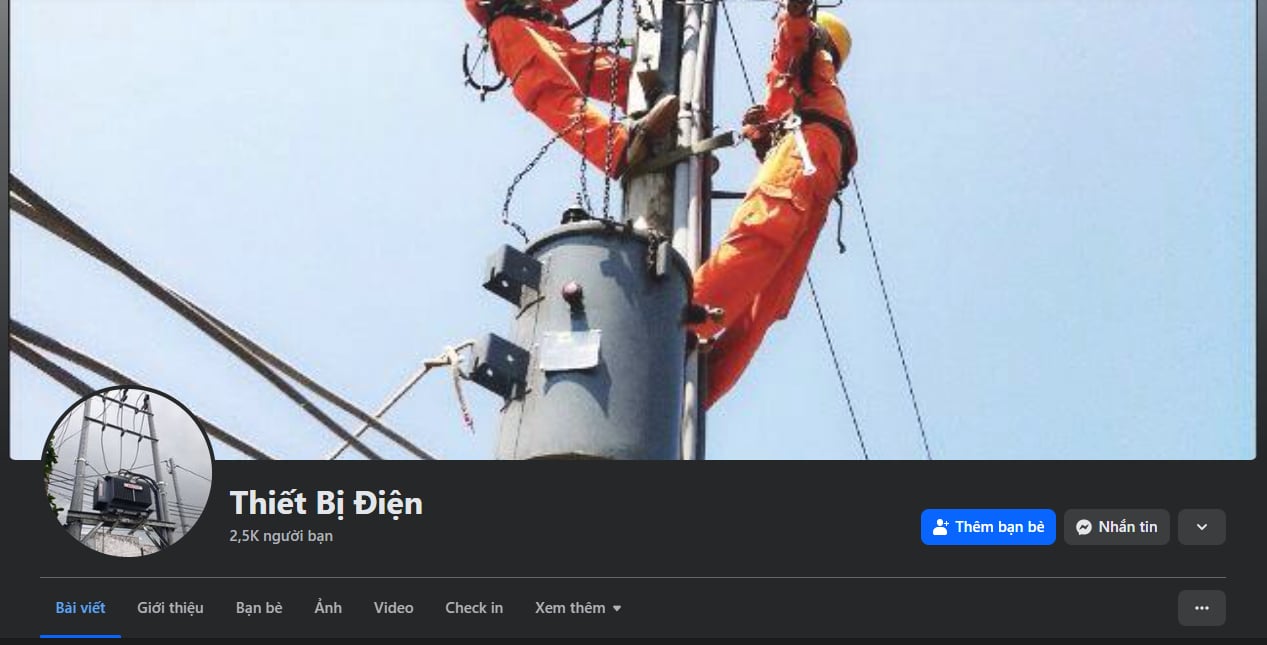 Thiết Bị Điện
2,5K người bạn
Thêm bạn bè
Nhắn tin
Bài viết
Giới thiệu
Bạn bè
Ảnh
Video
Check in
Xem thêm